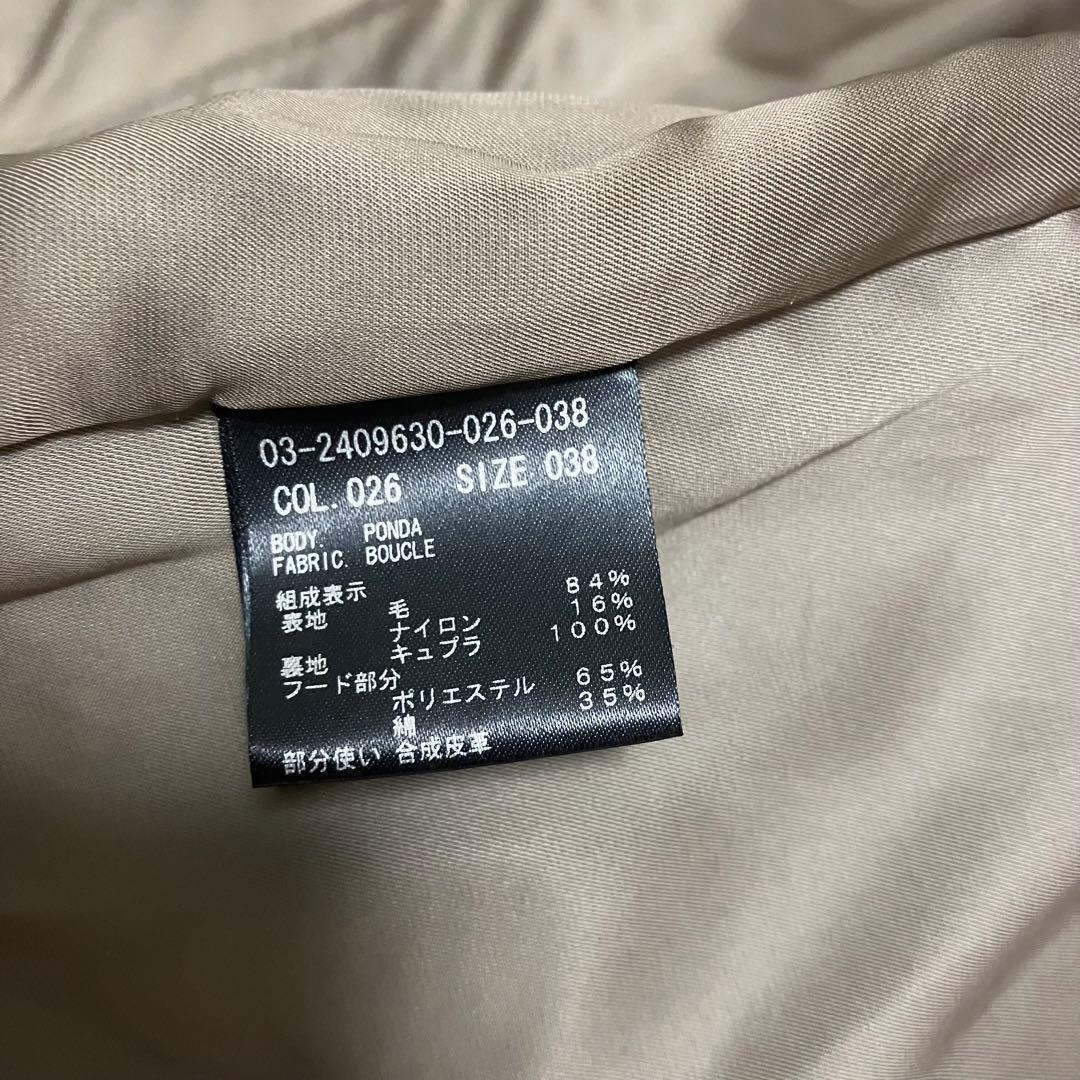 03-2409630-026-038
COL.026 SIZE 038
BODY. PONDA
FABRIC. BOUCLE
組成表示
表地 毛 84%
ナイロン 16%
裏地 キュプラ 100%
フード部分
ポリエステル 65%
綿 35%
部分使い 合成皮革